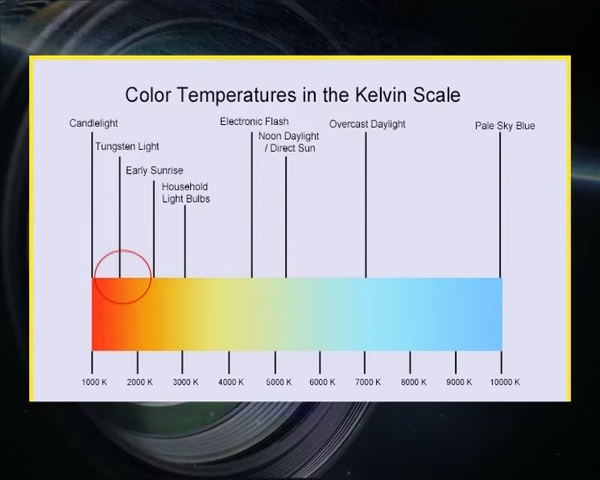 Color Temperatures in the Kelvin Scale
Candlelight
Tungsten Light
Early Sunrise
Household
Light Bulbs
Electronic Flash
Noon Daylight
/ Direct Sun
Overcast Daylight
Pale Sky Blue
1000 K 2000 K 3000 K 4000 K 5000 K 6000 K 7000 K 8000 K 9000 K 10000 K